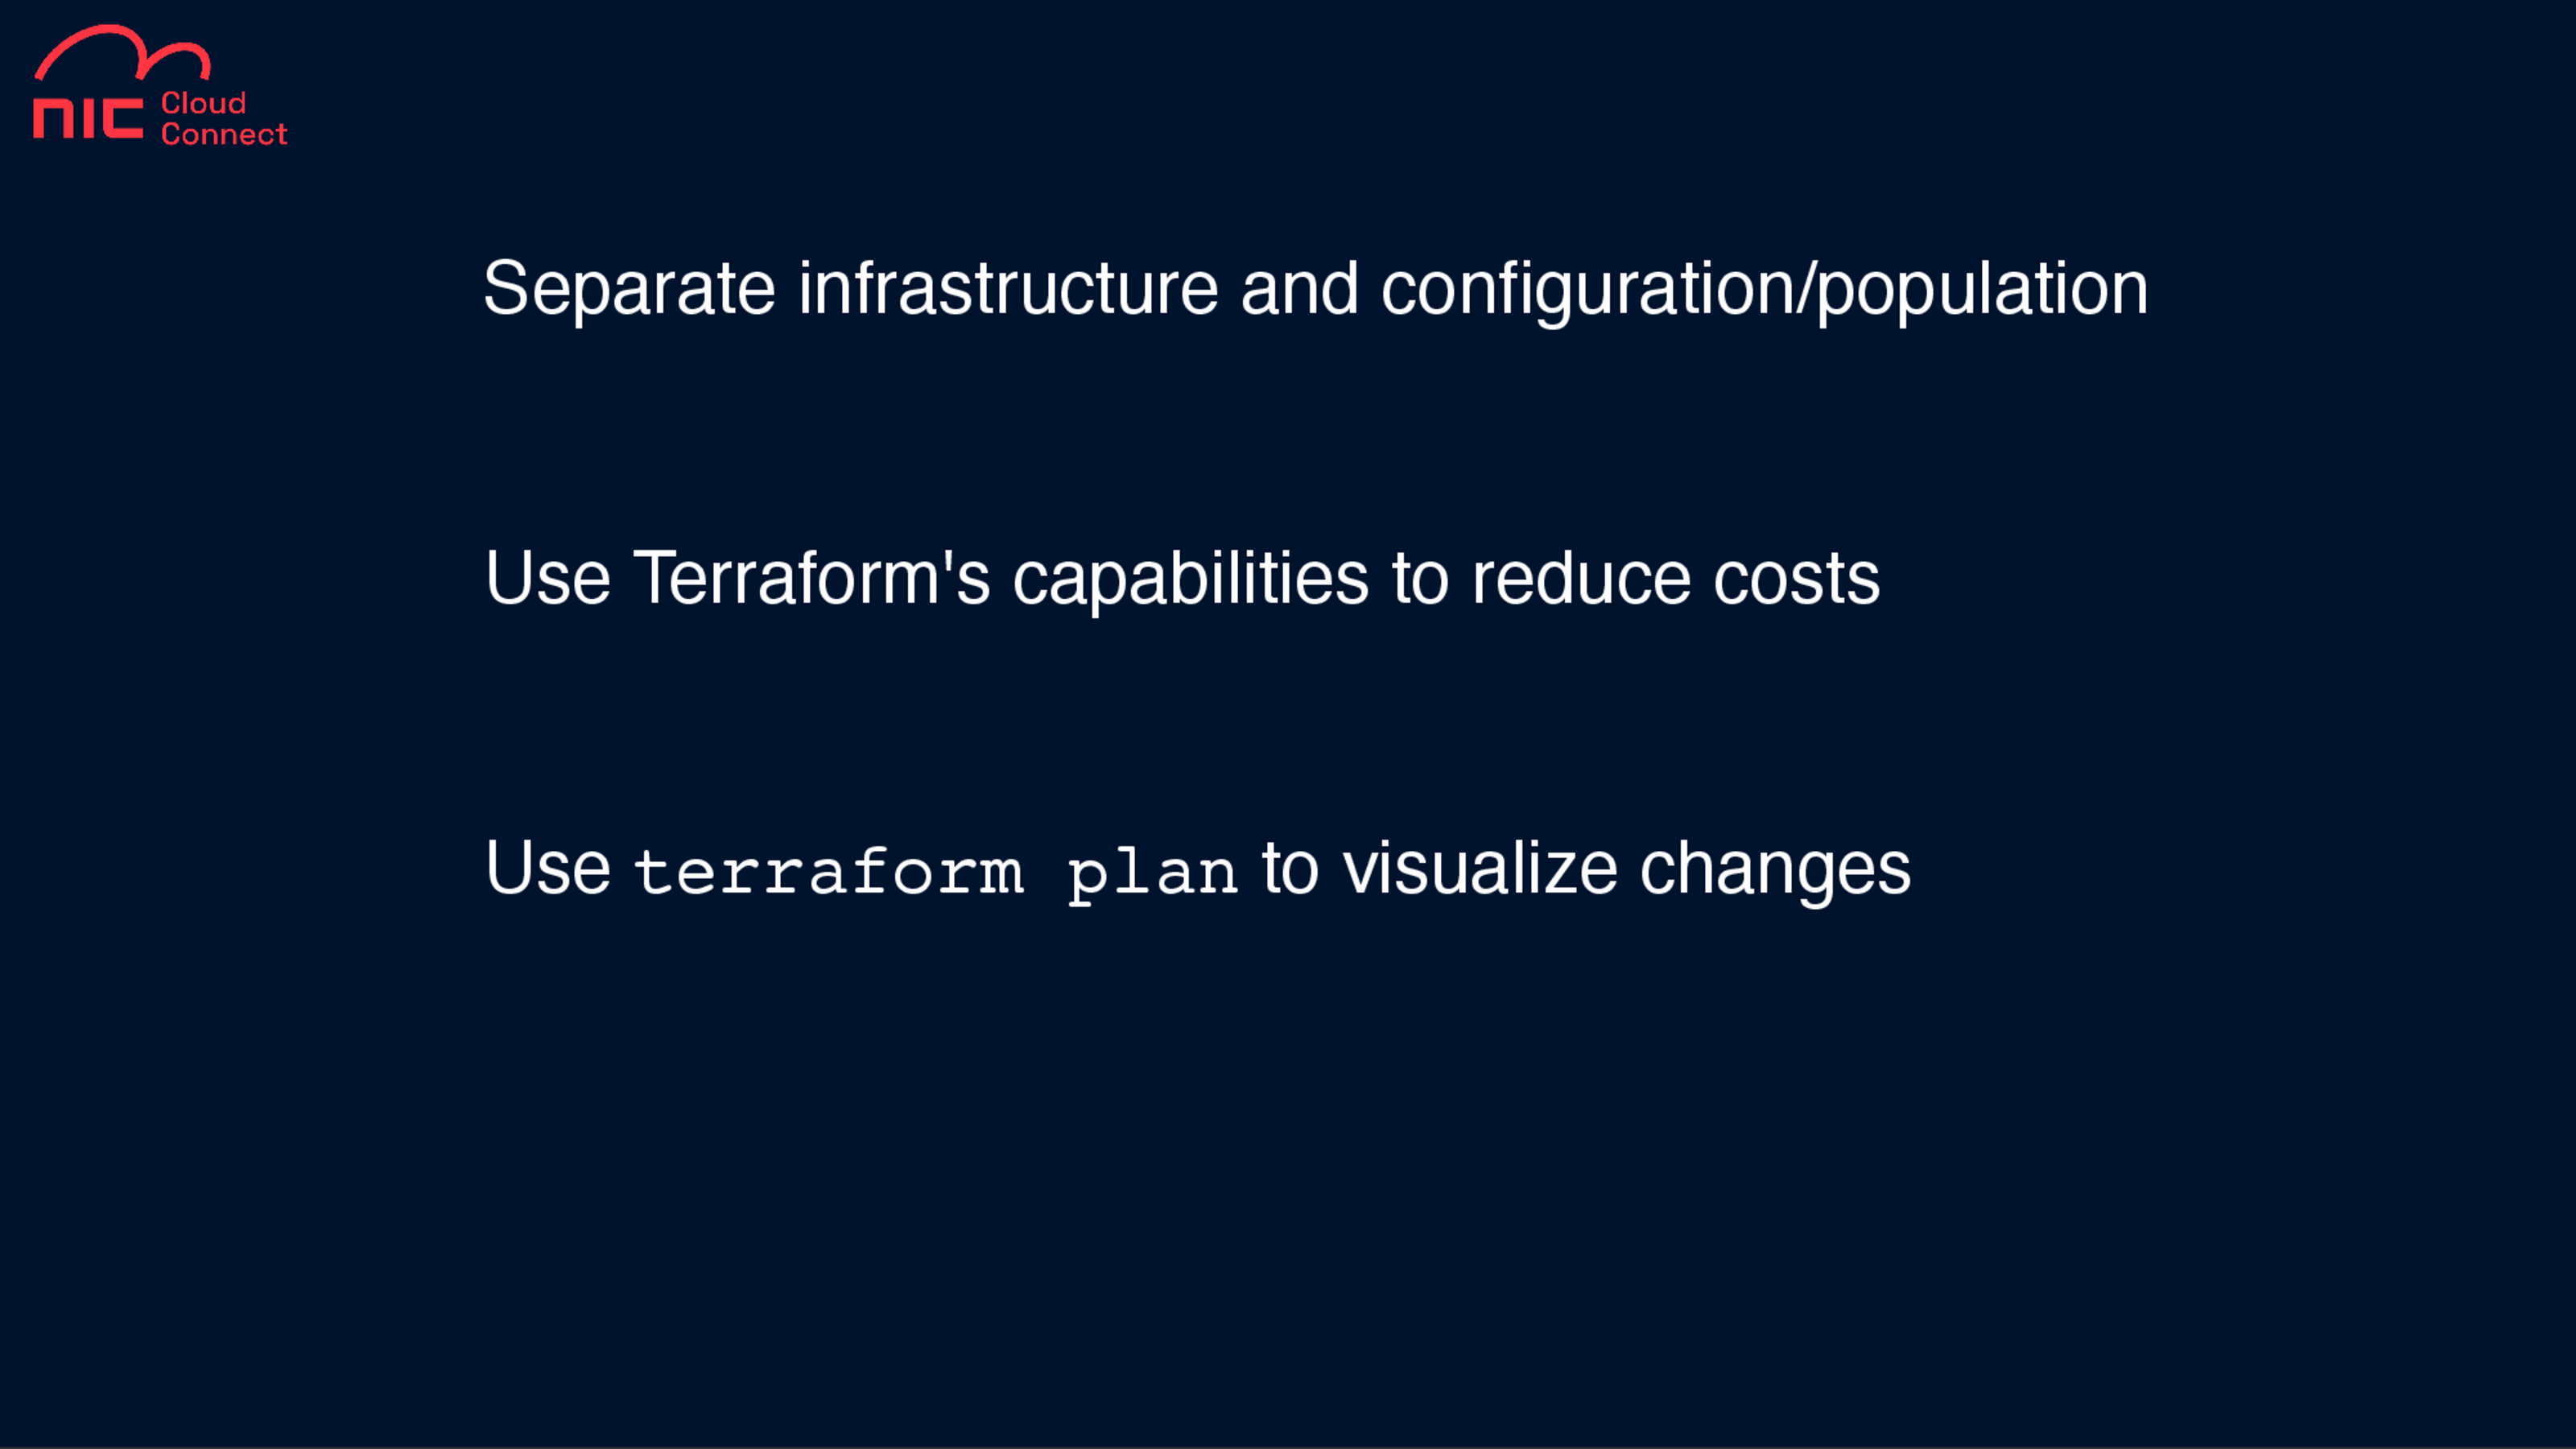 NIC Cloud
Connect
Separate infrastructure and configuration/population
Use Terraform's capabilities to reduce costs
Use terraform plan to visualize changes